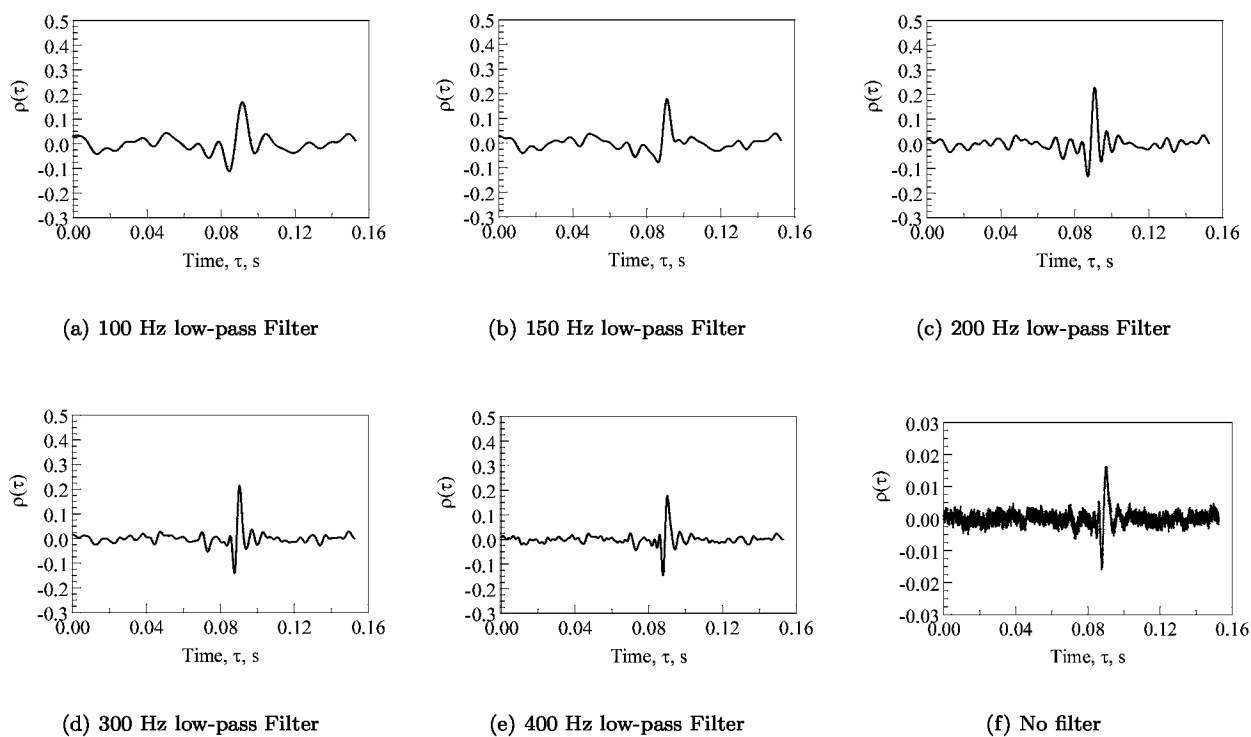 0.5
0.4
0.3
0.2
0.1
0.0
-0.1
-0.2
-0.3
ρ(τ)
0.00 0.04 0.08 0.12 0.16
Time, τ, s
(a) 100 Hz low-pass Filter
0.5
0.4
0.3
0.2
0.1
0.0
-0.1
-0.2
-0.3
ρ(τ)
0.00 0.04 0.08 0.12 0.16
Time, τ, s
(b) 150 Hz low-pass Filter
0.5
0.4
0.3
0.2
0.1
0.0
-0.1
-0.2
-0.3
ρ(τ)
0.00 0.04 0.08 0.12 0.16
Time, τ, s
(c) 200 Hz low-pass Filter
0.5
0.4
0.3
0.2
0.1
0.0
-0.1
-0.2
-0.3
ρ(τ)
0.00 0.04 0.08 0.12 0.16
Time, τ, s
(d) 300 Hz low-pass Filter
0.5
0.4
0.3
0.2
0.1
0.0
-0.1
-0.2
-0.3
ρ(τ)
0.00 0.04 0.08 0.12 0.16
Time, τ, s
(e) 400 Hz low-pass Filter
0.03
0.02
0.01
0.00
-0.01
-0.02
-0.03
ρ(τ)
0.00 0.04 0.08 0.12 0.16
Time, τ, s
(f) No filter